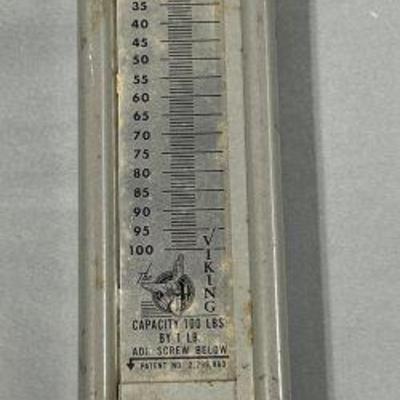 35
40
45
50
55
60
65
70
75
80
85
90
95
100
The
VIKING
CAPACITY 100 LBS
BY 1 LB.
ADJ. SCREW BELOW
PATENT NO.